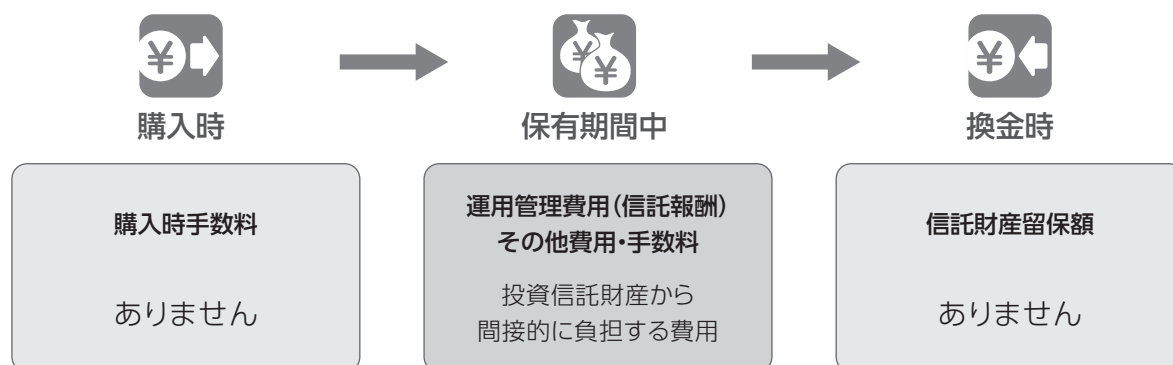 購入時
保有期間中
換金時
購入時手数料
ありません
運用管理費用(信託報酬)
その他費用・手数料
投資信託財産から
間接的に負担する費用
信託財産留保額
ありません